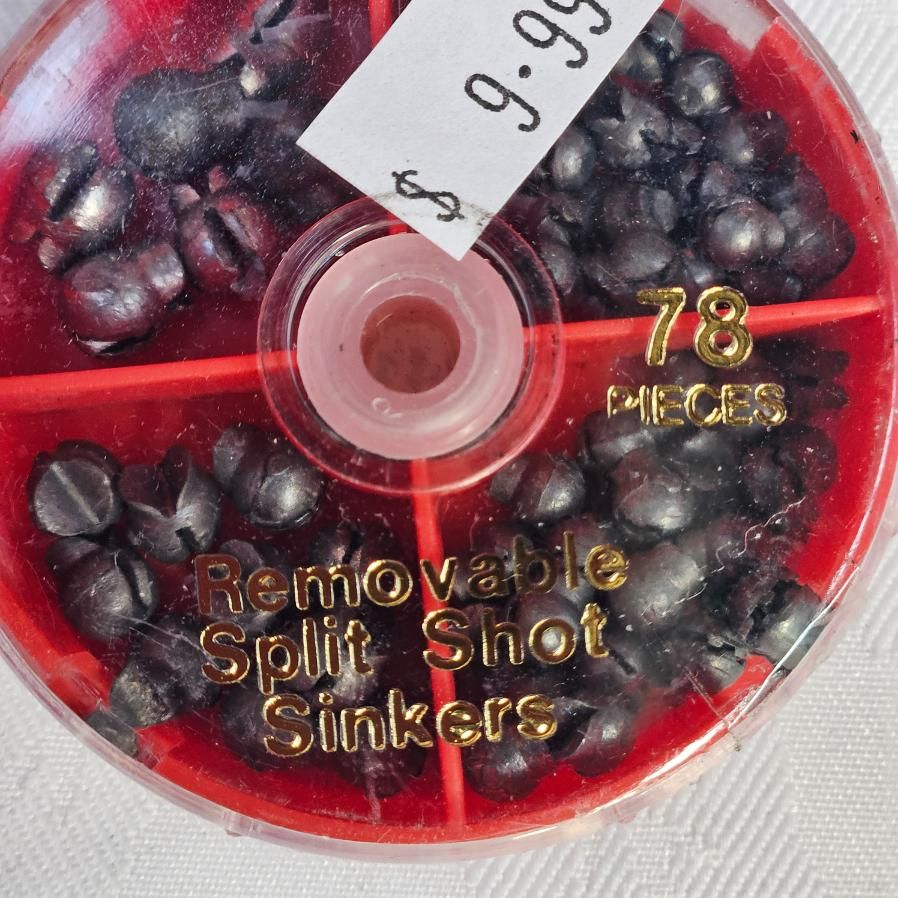 $ 9.99
78
PIECES
Removable
Split Shot
Sinkers